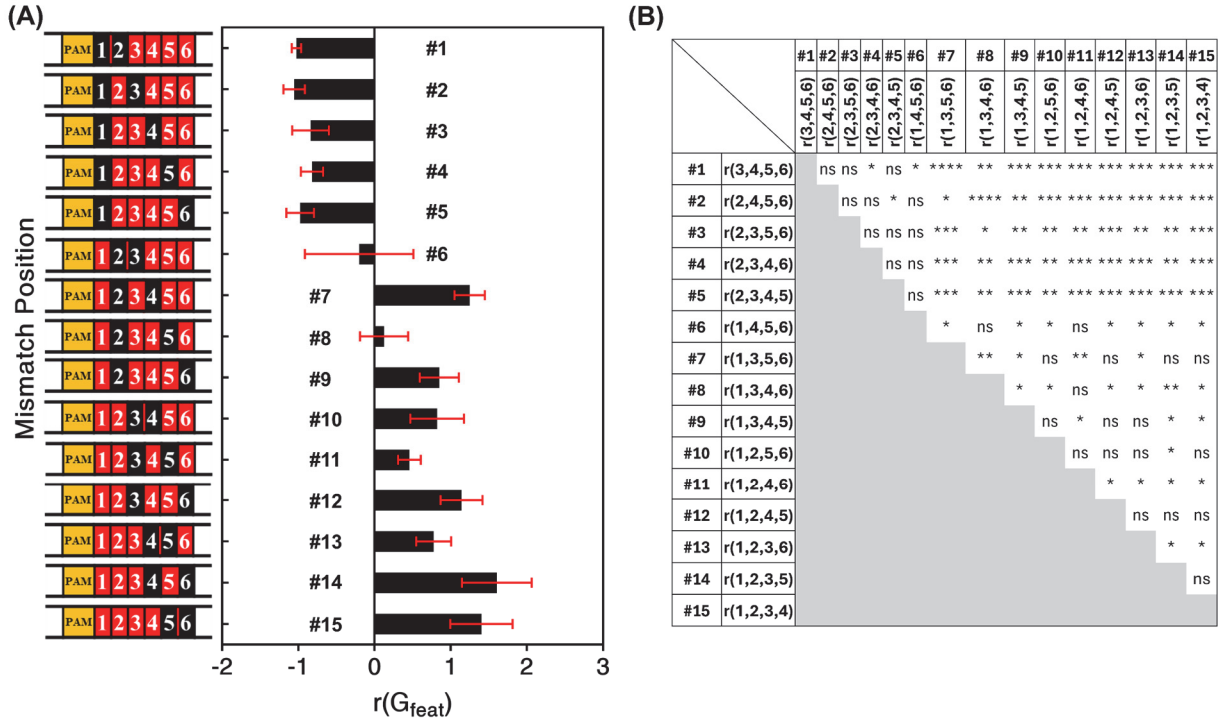 (A)
Mismatch Position
PAM 1 2 3 4 5 6 #1
PAM 1 2 3 4 5 6 #2
PAM 1 2 3 4 5 6 #3
PAM 1 2 3 4 5 6 #4
PAM 1 2 3 4 5 6 #5
PAM 1 2 3 4 5 6 #6
PAM 1 2 3 4 5 6 #7
PAM 1 2 3 4 5 6 #8
PAM 1 2 3 4 5 6 #9
PAM 1 2 3 4 5 6 #10
PAM 1 2 3 4 5 6 #11
PAM 1 2 3 4 5 6 #12
PAM 1 2 3 4 5 6 #13
PAM 1 2 3 4 5 6 #14
PAM 1 2 3 4 5 6 #15
-2 -1 0 1 2 3
r(Gfeat)
(B)
#1 #2 #3 #4 #5 #6 #7 #8 #9 #10 #11 #12 #13 #14 #15
r(3,4,5,6) r(2,4,5,6) r(2,3,5,6) r(2,3,4,6) r(2,3,4,5) r(1,4,5,6) r(1,3,5,6) r(1,3,4,6) r(1,3,4,5) r(1,2,5,6) r(1,2,4,6) r(1,2,4,5) r(1,2,3,6) r(1,2,3,5) r(1,2,3,4)
#1 r(3,4,5,6) ns ns * ns * **** ** *** ** *** *** *** *** ***
#2 r(2,4,5,6) ns ns * ns * **** *** ** *** *** *** *** ***
#3 r(2,3,5,6) ns ns ns *** * ** ** ** *** ** *** ***
#4 r(2,3,4,6) ns ns *** ** *** ** *** *** *** ** ***
#5 r(2,3,4,5) ns *** ** *** ** *** *** *** *** ***
#6 r(1,4,5,6) * ns * * ns * * * *
#7 r(1,3,5,6) ** * ns ** ns * ns ns
#8 r(1,3,4,6) * * ns * * ** *
#9 r(1,3,4,5) ns * ns ns * *
#10 r(1,2,5,6) ns ns ns * ns
#11 r(1,2,4,6) * * * *
#12 r(1,2,4,5) ns ns ns
#13 r(1,2,3,6) * *
#14 r(1,2,3,5) ns
#15 r(1,2,3,4)